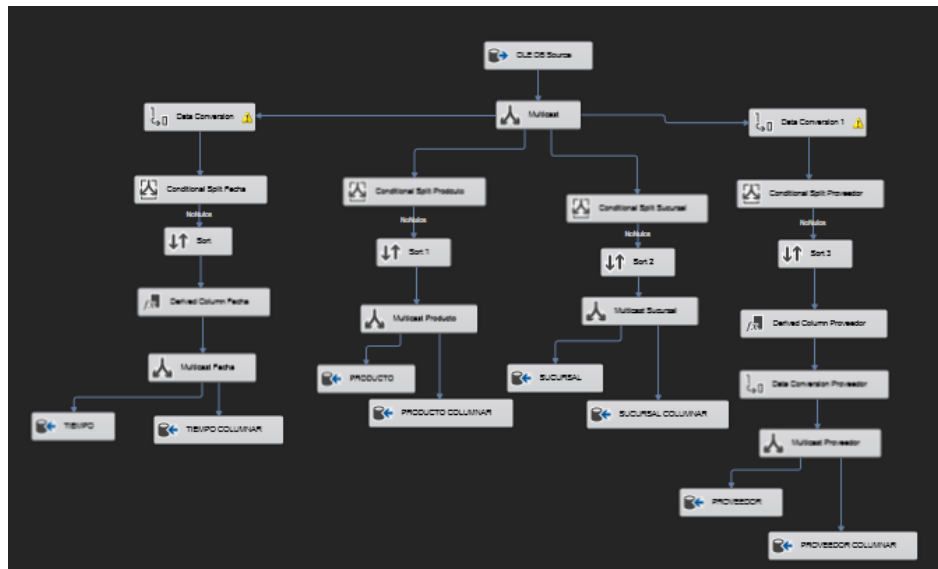 OLE DB Source
Data Conversion
Multicast
Data Conversion 1
Conditional Split Fecha
Conditional Split Producto
Conditional Split Sucursal
Conditional Split Proveedor
NoNulos
NoNulos
NoNulos
NoNulos
Sort
Sort 1
Sort 2
Sort 3
Derived Column Fecha
Multicast Producto
Multicast Sucursal
Derived Column Proveedor
Multicast Fecha
PRODUCTO
SUCURSAL
Data Conversion Proveedor
TIEMPO
TIEMPO COLUMNAR
PRODUCTO COLUMNAR
SUCURSAL COLUMNAR
Multicast Proveedor
PROVEEDOR
PROVEEDOR COLUMNAR